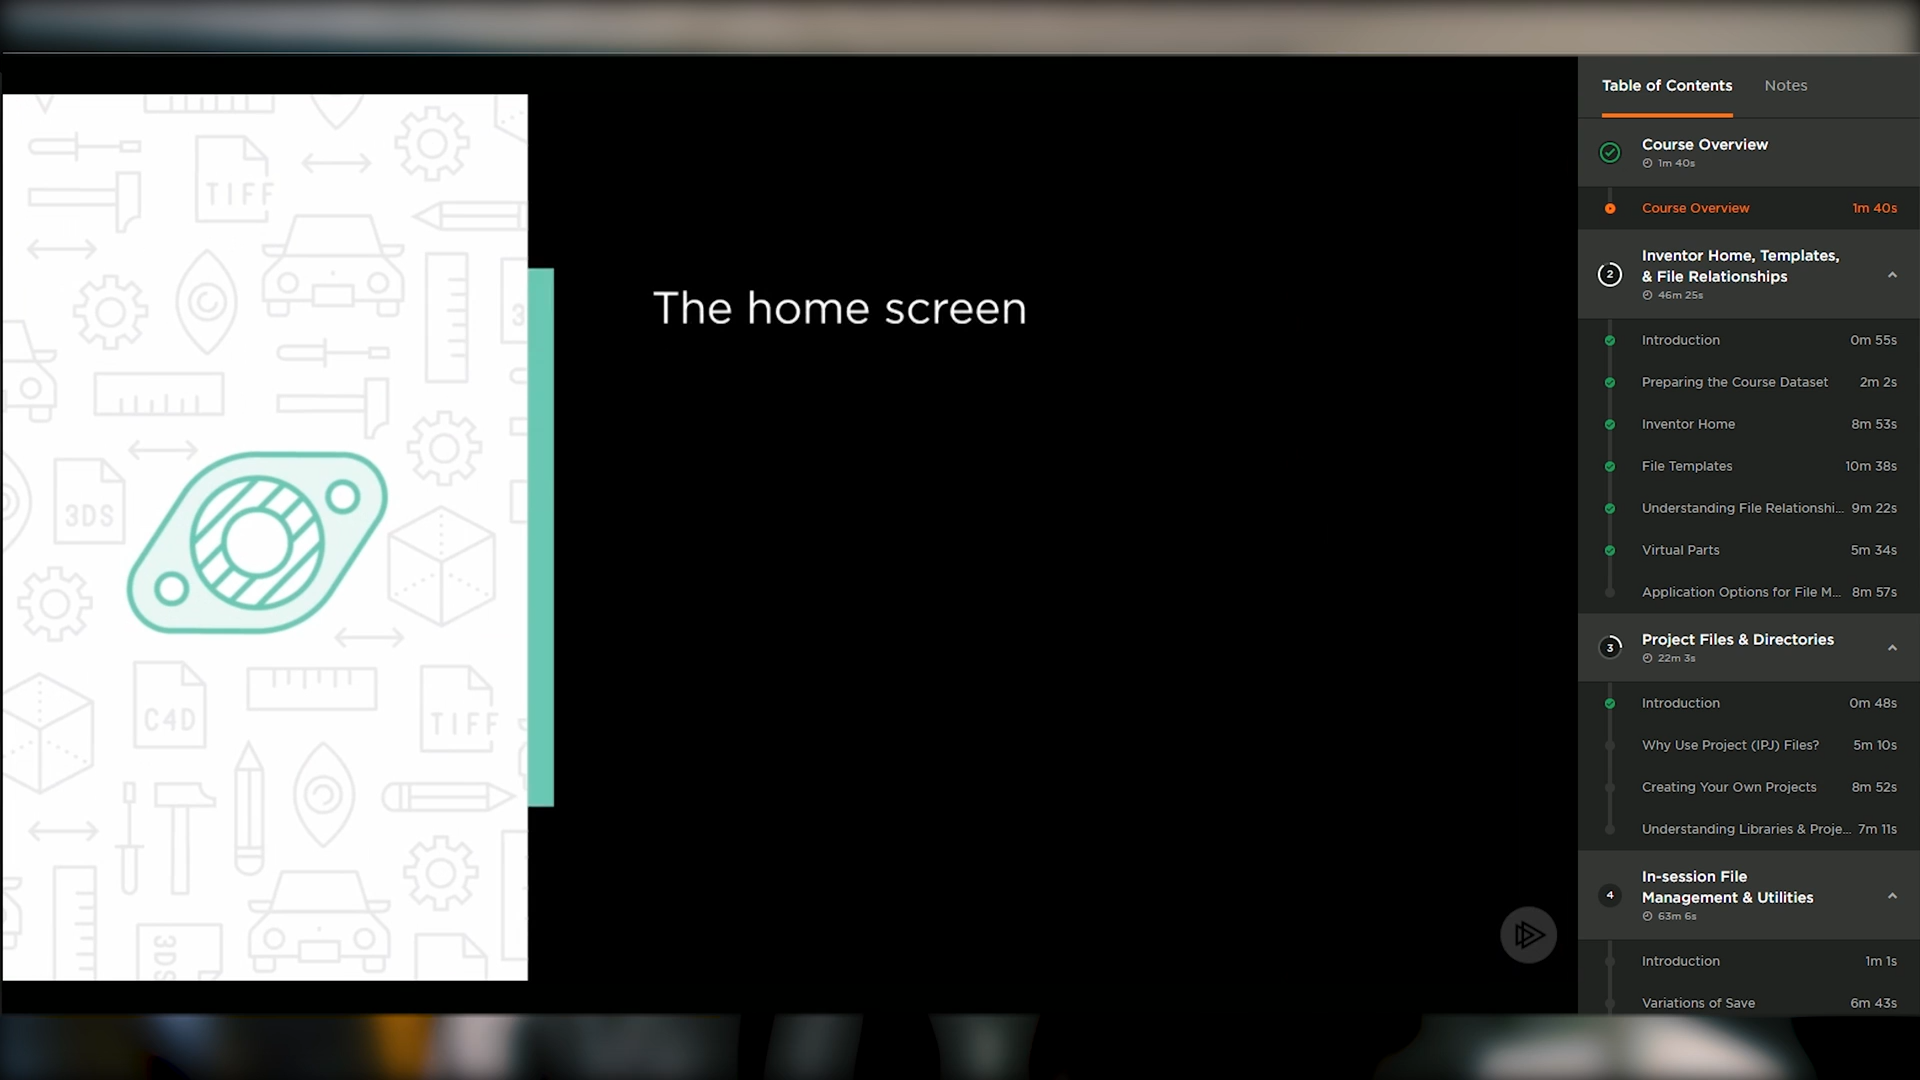 The home screen
TIFF
3DS
C4D
TIFF
3DS
3
Table of Contents
Notes
Course Overview
1m 40s
Course Overview 1m 40s
2
Inventor Home, Templates,
& File Relationships
46m 25s
Introduction 0m 55s
Preparing the Course Dataset 2m 2s
Inventor Home 8m 53s
File Templates 10m 38s
Understanding File Relationshi... 9m 22s
Virtual Parts 5m 34s
Application Options for File M... 8m 57s
3
Project Files & Directories
22m 3s
Introduction 0m 48s
Why Use Project (IPJ) Files? 5m 10s
Creating Your Own Projects 8m 52s
Understanding Libraries & Proje... 7m 11s
4
In-session File
Management & Utilities
63m 6s
Introduction 1m 1s
Variations of Save 6m 43s